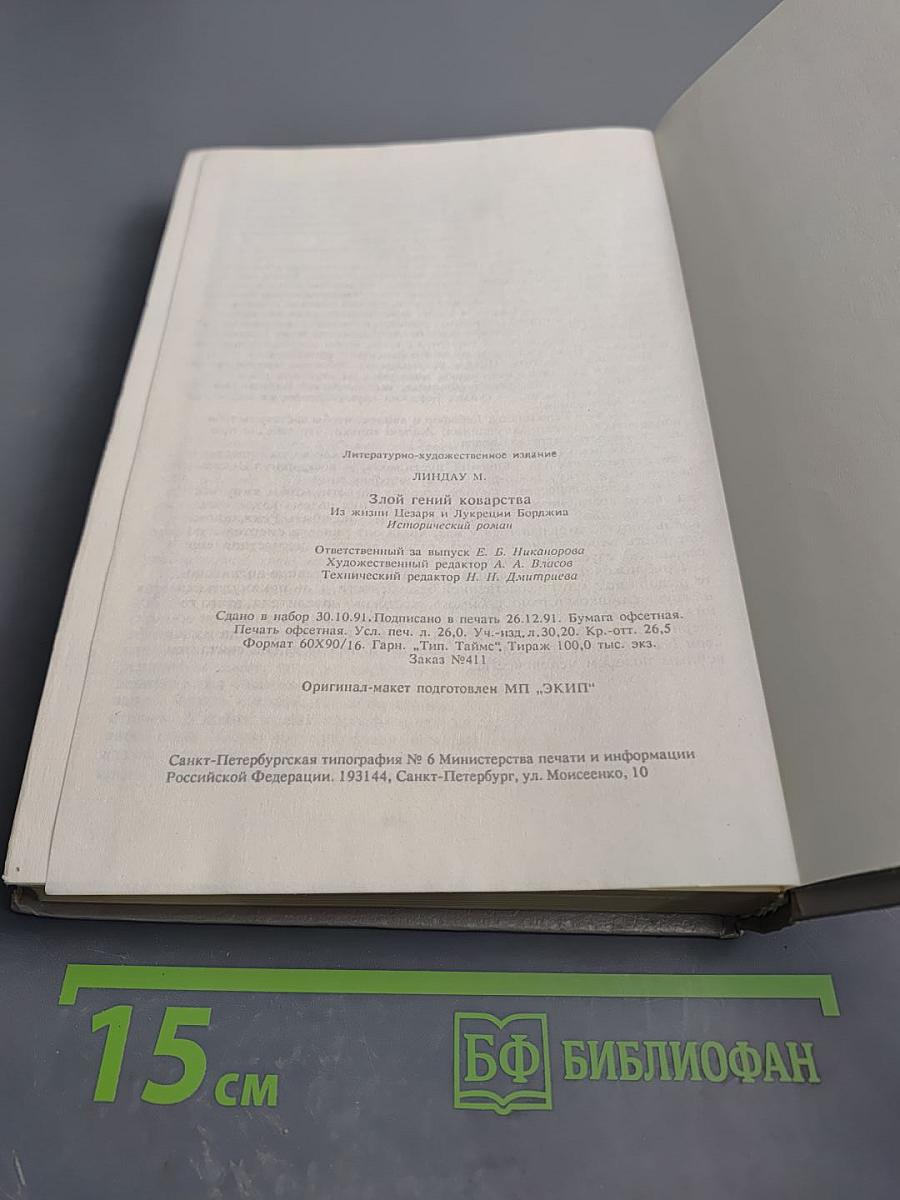 Литературно-художественное издание
ЛИНДАУ М.
Злой гений коварства
Из жизни Цезаря и Лукреции Борджиа
Исторический роман
Ответственный за выпуск Е. Б. Никанорова
Художественный редактор А. А. Власов
Технический редактор Н. Н. Дмитриева
Сдано в набор 30.10.91. Подписано в печать 26.12.91. Бумага офсетная.
Печать офсетная. Усл. печ. л. 26,0. Уч.-изд.л.30,20. Кр.-отт. 26,5
Формат 60X90/16. Гарн. „Тип. Таймс“. Тираж 100,0 тыс. экз.
Заказ №411
Оригинал-макет подготовлен МП „ЭКИП“
Санкт-Петербургская типография № 6 Министерства печати и информации
Российской Федерации. 193144, Санкт-Петербург, ул. Моисеенко, 10
15 см
БФ БИБЛИОФАН